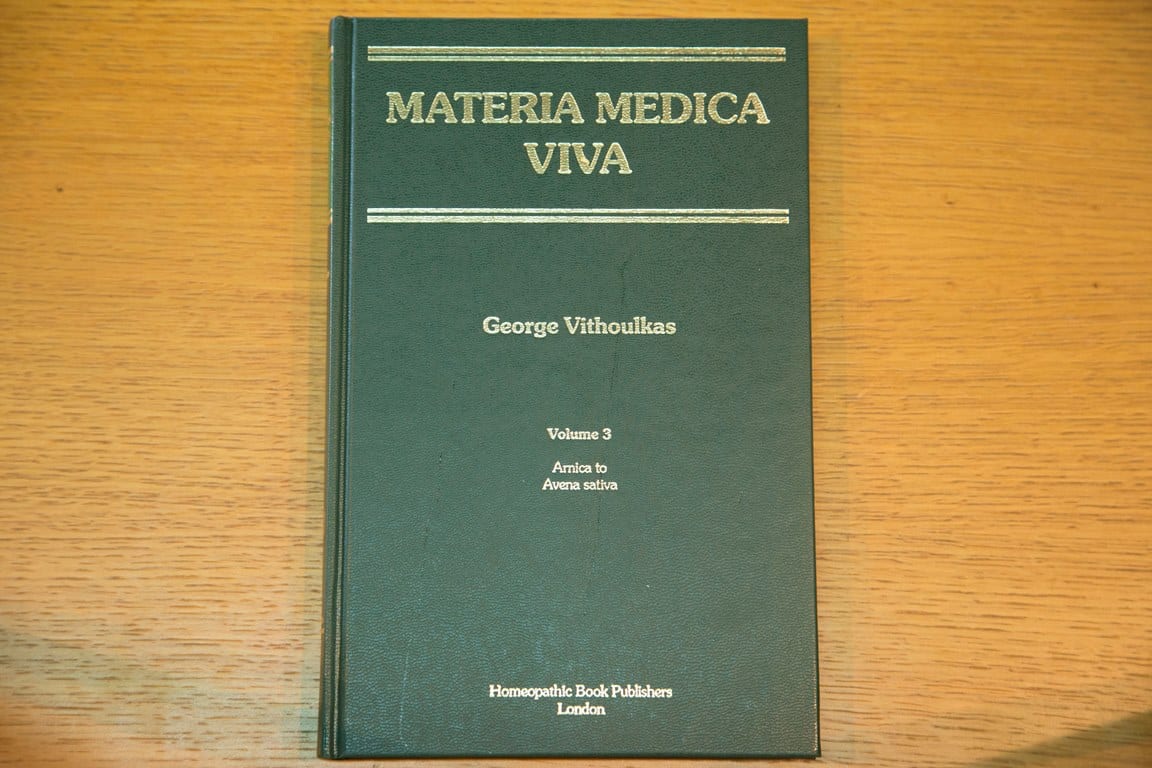 MATERIA MEDICA
VIVA
George Vithoulkas
Volume 3
Arnica to
Avena sativa
Homeopathic Book Publishers
London